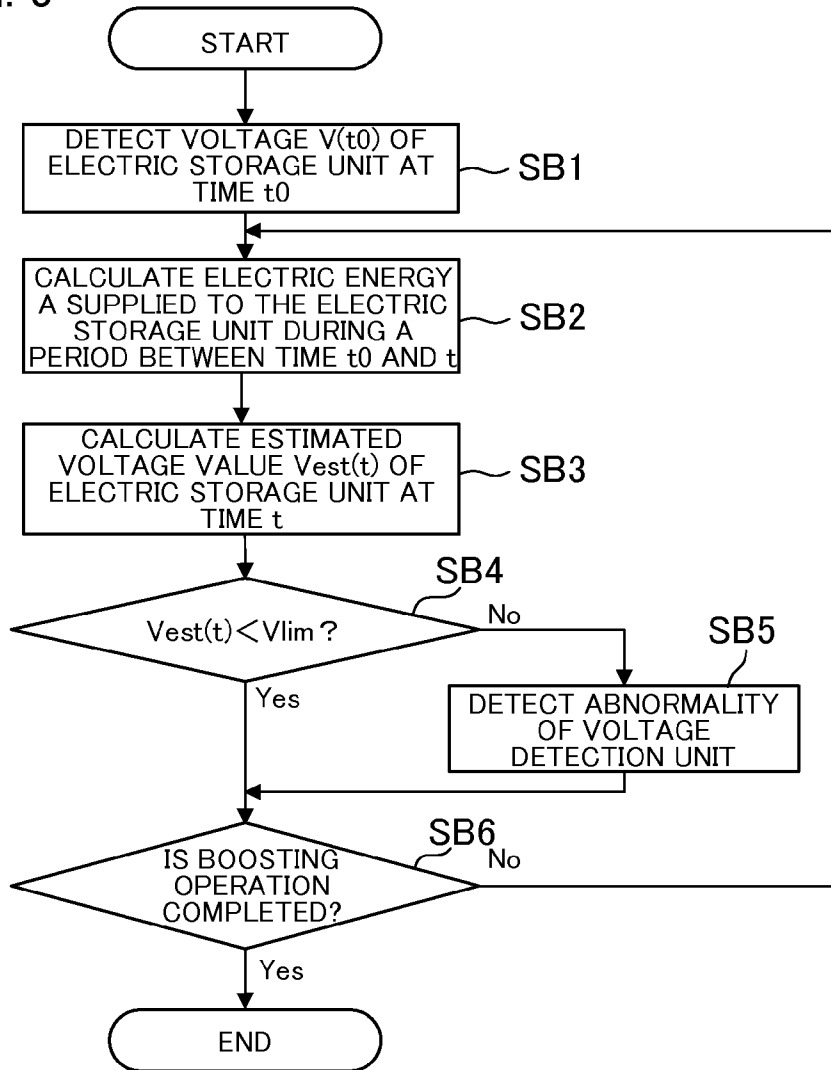 START
DETECT VOLTAGE V(t0) OF
ELECTRIC STORAGE UNIT AT
TIME t0
SB1
CALCULATE ELECTRIC ENERGY
A SUPPLIED TO THE ELECTRIC
STORAGE UNIT DURING A
PERIOD BETWEEN TIME t0 AND t
SB2
CALCULATE ESTIMATED
VOLTAGE VALUE Vest(t) OF
ELECTRIC STORAGE UNIT AT
TIME t
SB3
SB4
Vest(t)<Vlim?
No
Yes
SB5
DETECT ABNORMALITY
OF VOLTAGE
DETECTION UNIT
SB6
IS BOOSTING
OPERATION
COMPLETED?
No
Yes
END